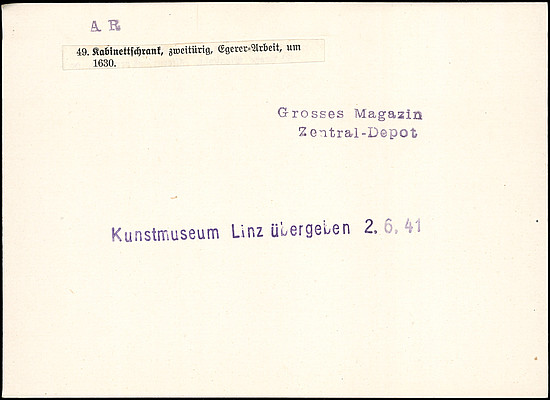 A R
49. Kabinettschrank, zweitürig, Egerer-Arbeit, um
1630.
Grosses Magazin
Zentral-Depot
Kunstmuseum Linz übergeben 2. 6. 41